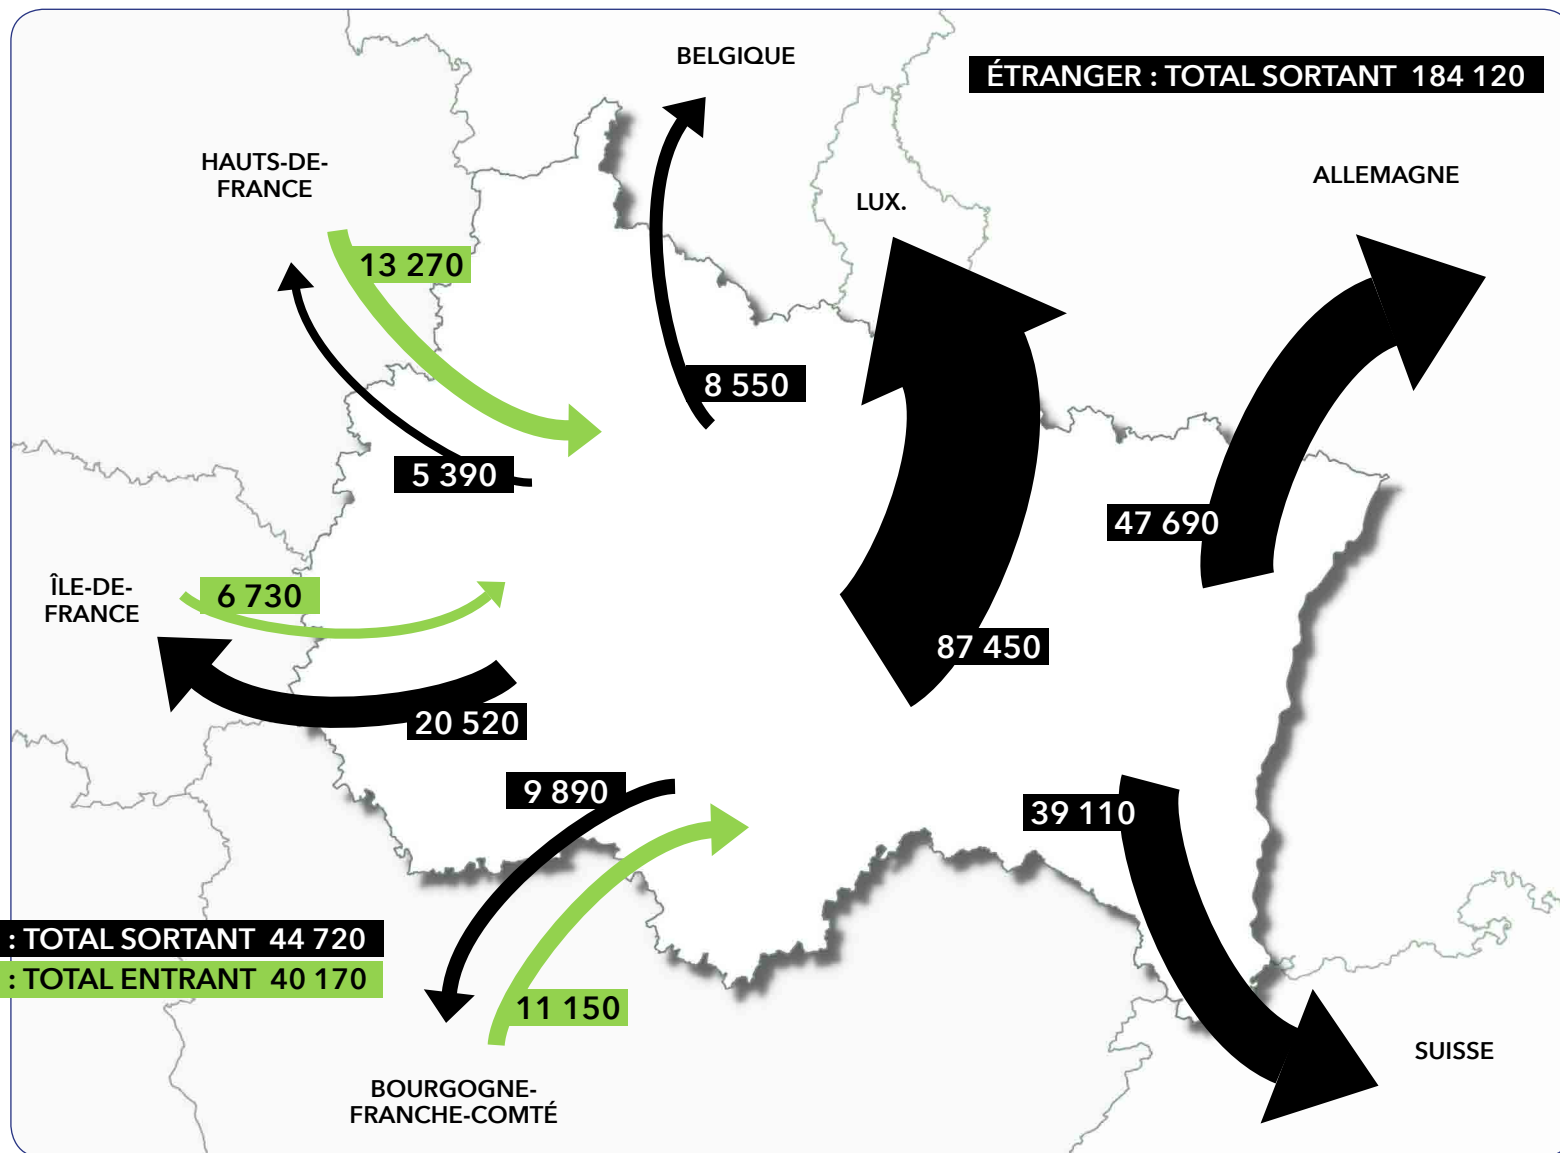 BELGIQUE
ÉTRANGER : TOTAL SORTANT 184 120
HAUTS-DE-
FRANCE
ALLEMAGNE
LUX.
13 270
8 550
5 390
47 690
ÎLE-DE-
FRANCE
6 730
87 450
20 520
9 890
39 110
: TOTAL SORTANT 44 720
: TOTAL ENTRANT 40 170
11 150
SUISSE
BOURGOGNE-
FRANCHE-COMTÉ